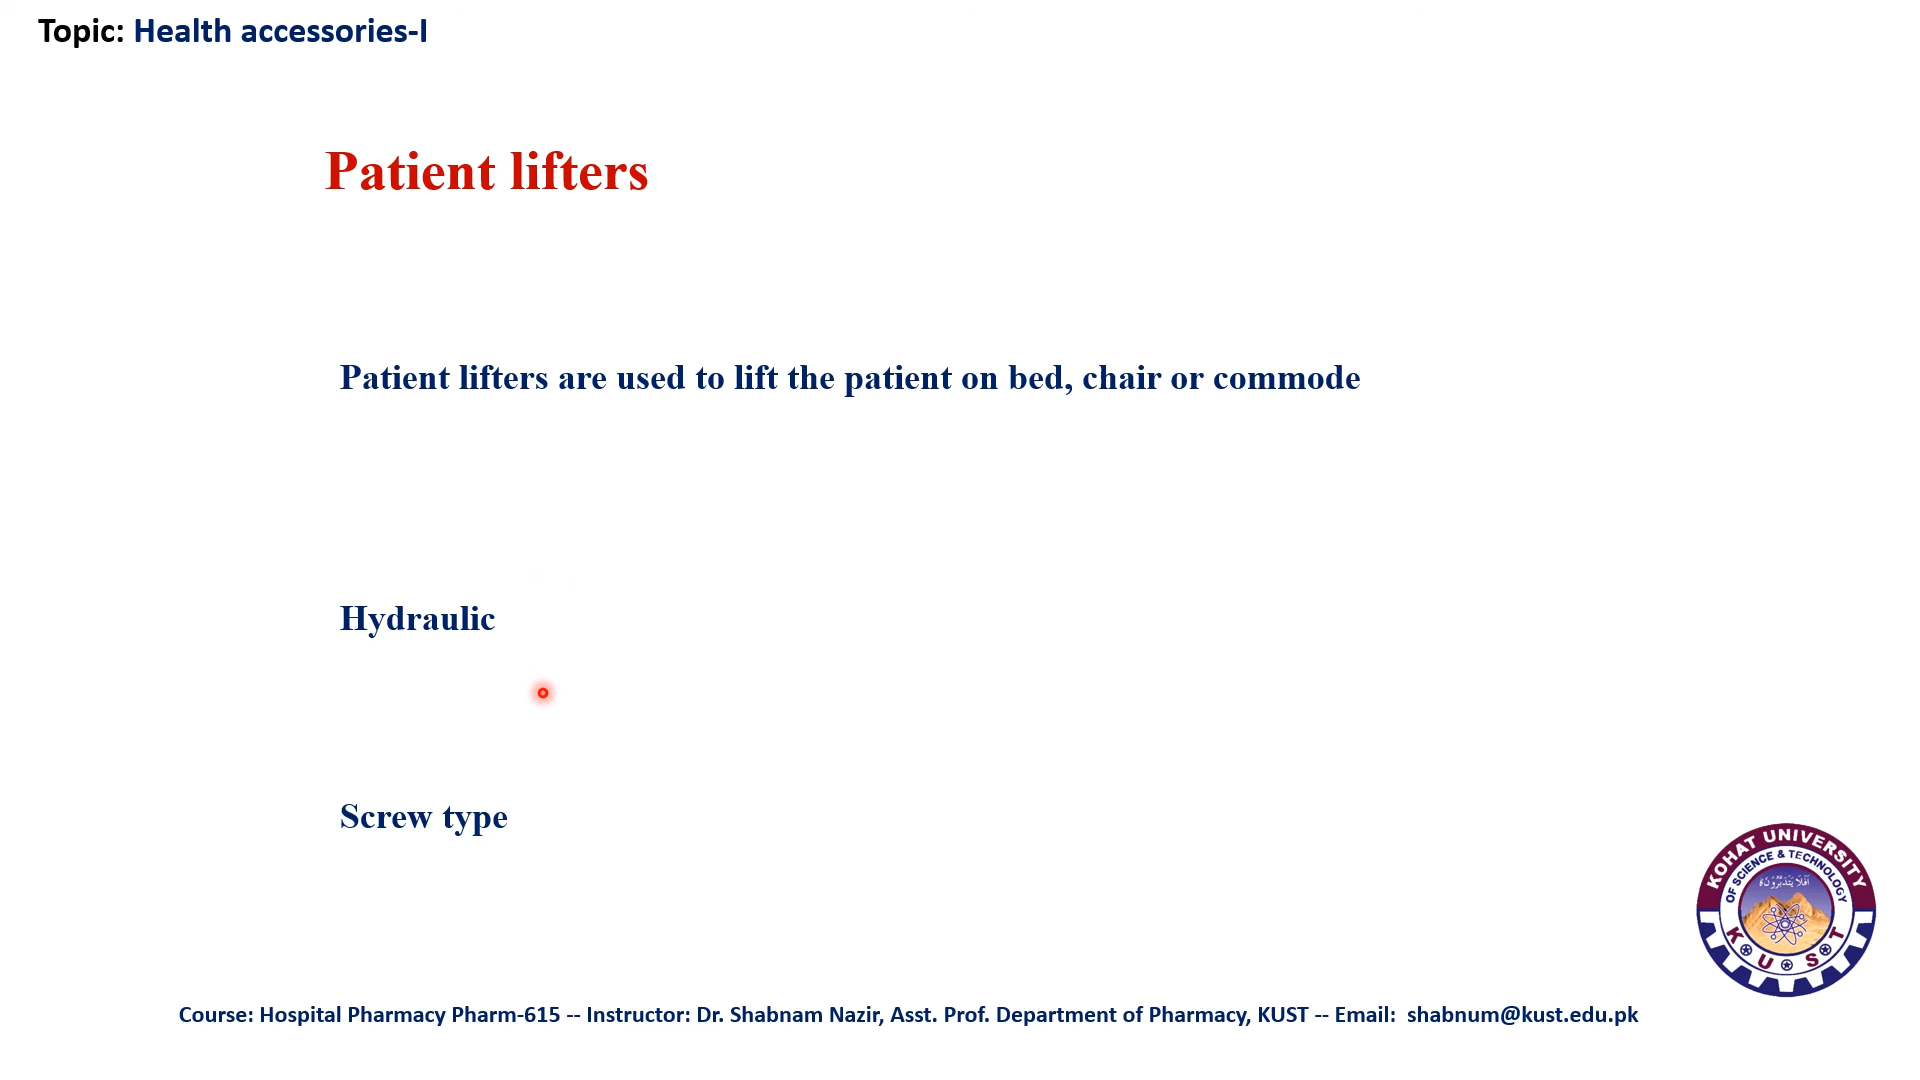 Topic: Health accessories-I
Patient lifters
Patient lifters are used to lift the patient on bed, chair or commode
Hydraulic
Screw type
KOHAT UNIVERSITY
OF SCIENCE & TECHNOLOGY
أفلا يتدبرون
K U S T
Course: Hospital Pharmacy Pharm-615 -- Instructor: Dr. Shabnam Nazir, Asst. Prof. Department of Pharmacy, KUST -- Email: shabnum@kust.edu.pk